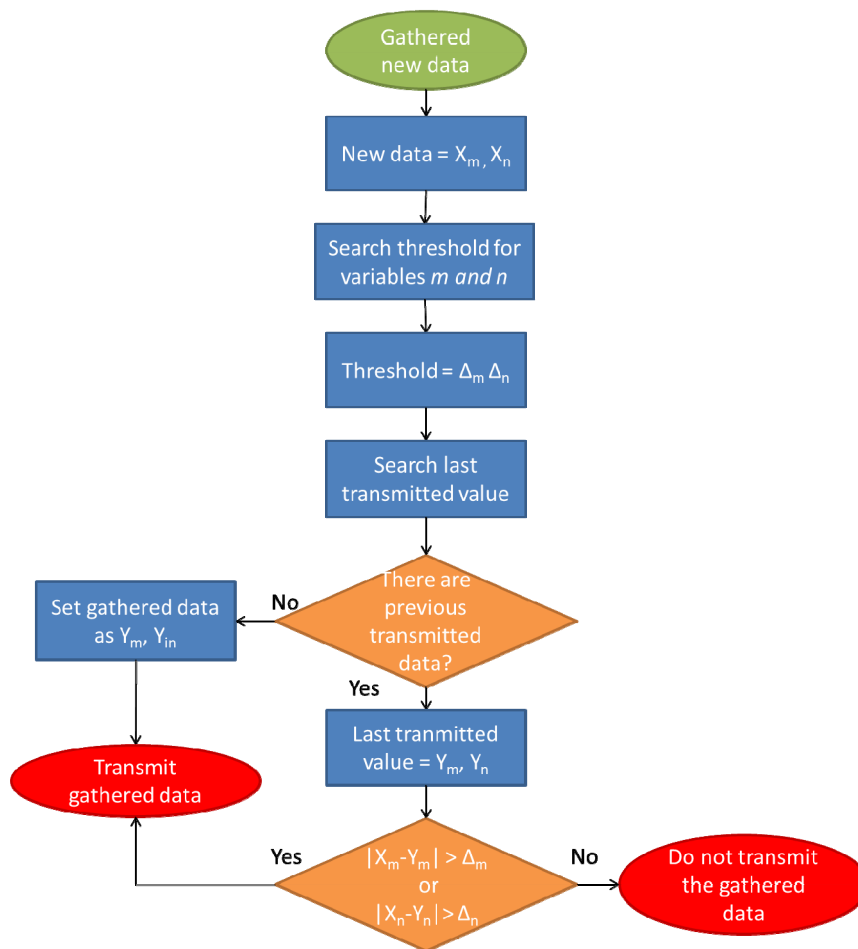 Gathered
new data
New data = Xₘ, Xₙ
Search threshold for
variables m and n
Threshold = Δₘ Δₙ
Search last
transmitted value
There are
previous
transmitted
data?
No
Set gathered data
as Yₘ, Yᵢₙ
Yes
Last tranmitted
value = Yₘ, Yₙ
Transmit
gathered data
Yes
|Xₘ-Yₘ| > Δₘ
or
|Xₙ-Yₙ| > Δₙ
No
Do not transmit
the gathered
data